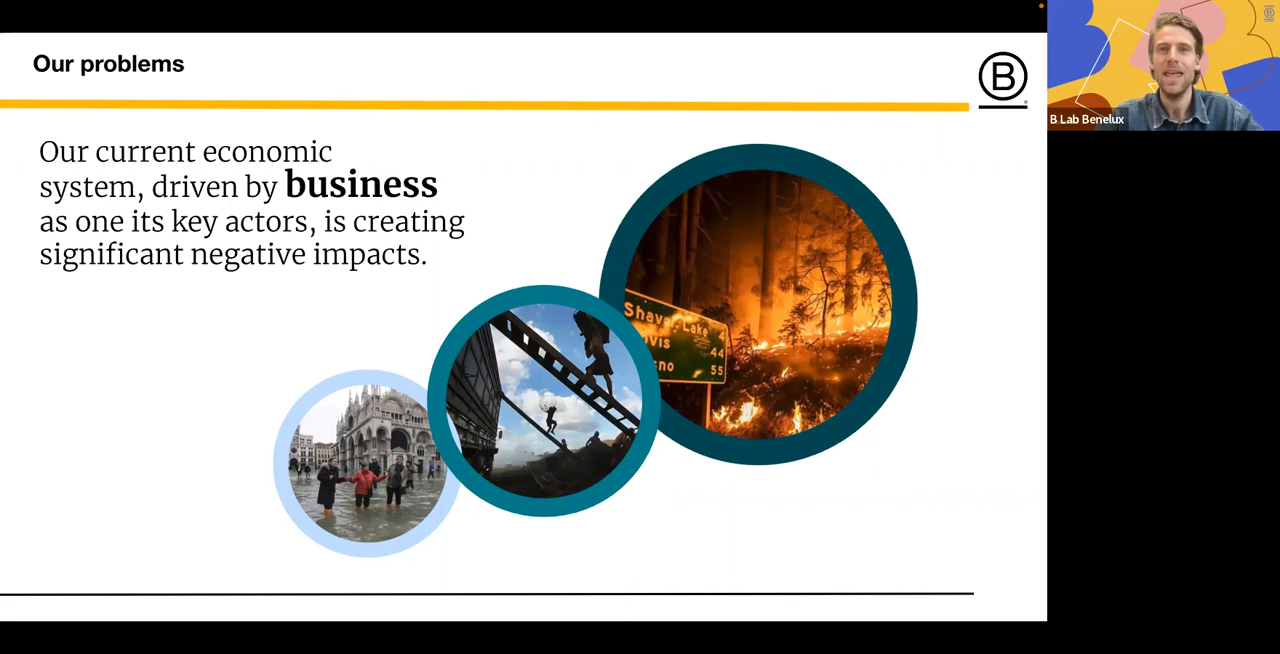 Our problems
B
B Lab Benelux
Our current economic
system, driven by business
as one its key actors, is creating
significant negative impacts.
Lake 4
44
55